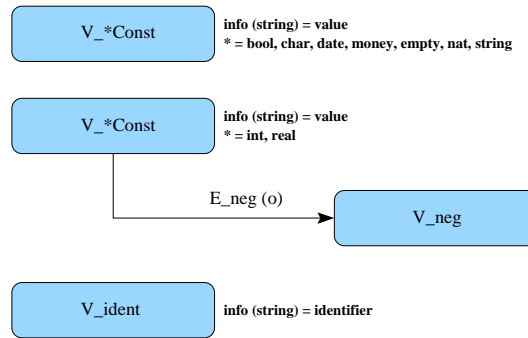 V_*Const
info (string) = value
* = bool, char, date, money, empty, nat, string
V_*Const
info (string) = value
* = int, real
E_neg (o)
V_neg
V_ident
info (string) = identifier